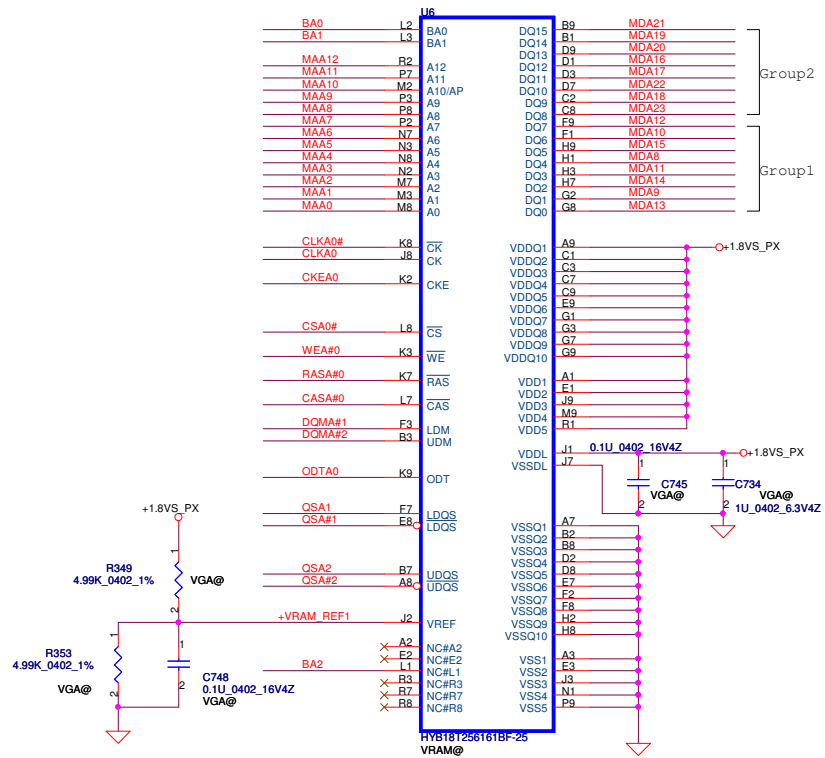 U6
BA0 L2 BA0 DQ15 B9 MDA21
BA1 L3 BA1 DQ14 B1 MDA19
DQ13 D9 MDA20
MAA12 R2 A12 DQ12 D1 MDA16
MAA11 P7 A11 DQ11 D3 MDA17
MAA10 M2 A10/AP DQ10 D7 MDA22
MAA9 P3 A9 DQ9 C2 MDA18
MAA8 P8 A8 DQ8 C8 MDA23
Group2
MAA7 P2 A7 DQ7 F9 MDA12
MAA6 N7 A6 DQ6 F1 MDA10
MAA5 N3 A5 DQ5 H9 MDA15
MAA4 N8 A4 DQ4 H1 MDA8
MAA3 N2 A3 DQ3 H3 MDA11
MAA2 M7 A2 DQ2 H7 MDA14
MAA1 M3 A1 DQ1 G2 MDA9
MAA0 M8 A0 DQ0 G8 MDA13
Group1
CLKA0# K8 CK VDDQ1 A9 +1.8VS_PX
CLKA0 J8 CK VDDQ2 C1
VDDQ3 C3
CKEA0 K2 CKE VDDQ4 C7
VDDQ5 C9
VDDQ6 E9
VDDQ7 G1
CSA0# L8 CS VDDQ8 G3
VDDQ9 G7
WEA#0 K3 WE VDDQ10 G9
RASA#0 K7 RAS VDD1 A1
VDD2 E1
CASA#0 L7 CAS VDD3 J9
VDD4 M9
DQMA#1 F3 LDM VDD5 R1
DQMA#2 B3 UDM
VDDL J1 0.1U_0402_16V4Z +1.8VS_PX
VSSDL J7
1 1
ODTA0 K9 ODT
C745 C734
VGA@ VGA@
2 2 1U_0402_6.3V4Z
+1.8VS_PX
QSA1 F7 LDQS
QSA#1 E8 LDQS VSSQ1 A7
VSSQ2 B2
VSSQ3 B8
VSSQ4 D2
QSA2 B7 UDQS VSSQ5 D8
QSA#2 A8 UDQS VSSQ6 E7
VSSQ7 F2
VSSQ8 F8
VSSQ9 H2
VSSQ10 H8
1
R349
4.99K_0402_1% VGA@
2
+VRAM_REF1 J2 VREF
A2 NC#A2
E2 NC#E2 VSS1 A3
BA2 L1 NC#L1 VSS2 E3
R3 NC#R3 VSS3 J3
R7 NC#R7 VSS4 N1
R8 NC#R8 VSS5 P9
1 1
R353
4.99K_0402_1%
C748
VGA@ 2 2 0.1U_0402_16V4Z
VGA@
HYB18T256161BF-25
VRAM@